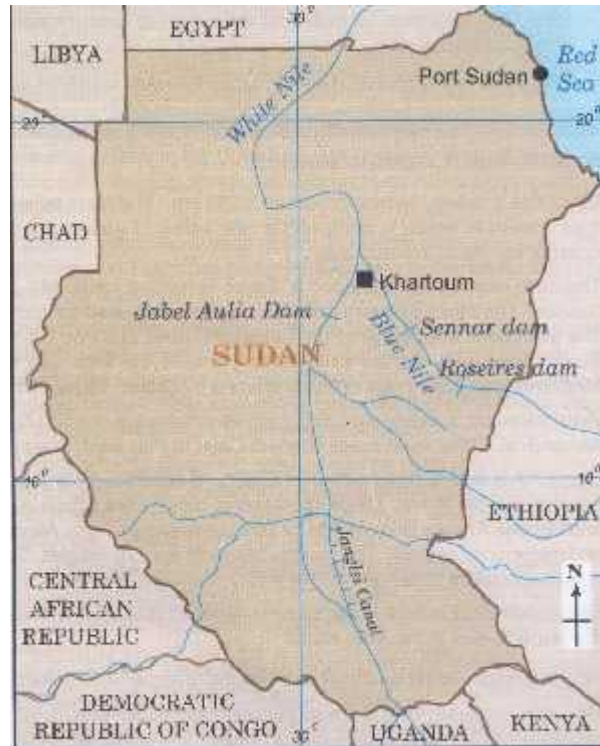 30°
EGYPT
LIBYA
Red
Sea
Port Sudan
White Nile
20°
20°
CHAD
Khartoum
Jabel Aulia Dam
Sennar dam
Blue Nile
SUDAN
Roseires dam
10°
10°
ETHIOPIA
Jonglei Canal
N
CENTRAL
AFRICAN
REPUBLIC
DEMOCRATIC
REPUBLIC OF CONGO
30°
UGANDA
KENYA